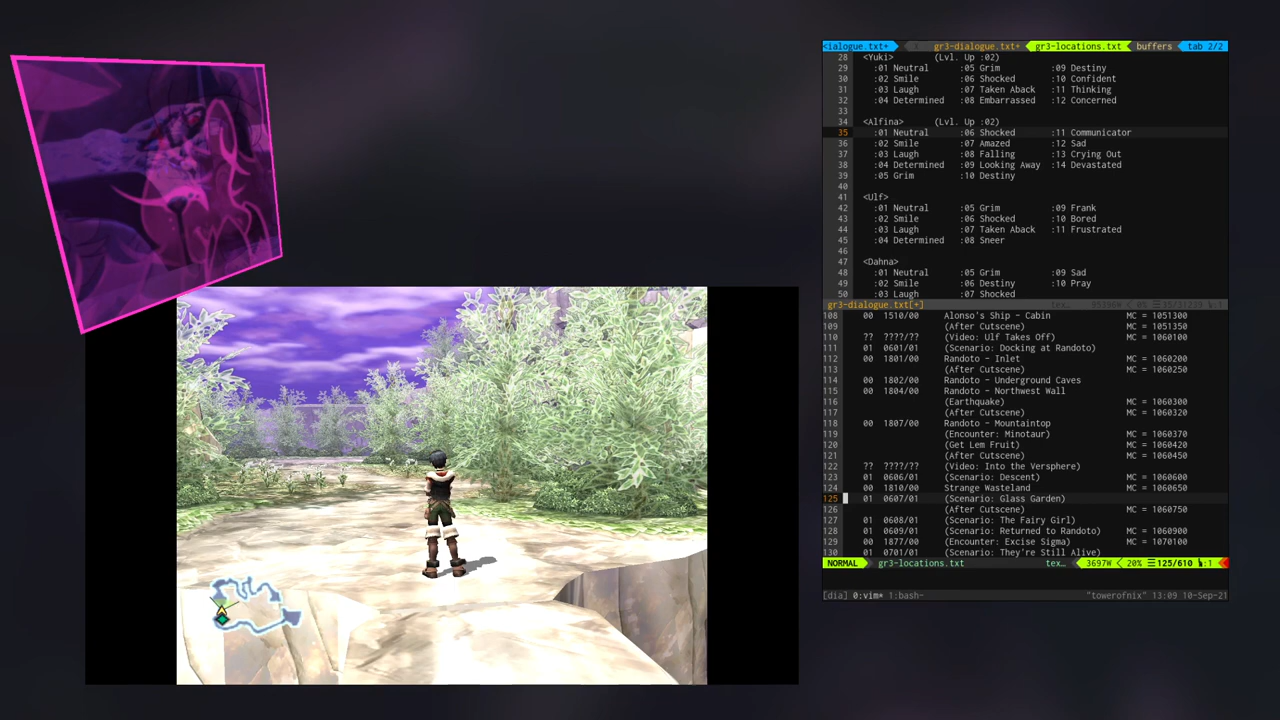 <ialogue.txt+ gr3-dialogue.txt+ gr3-locations.txt buffers tab 2/2
28 <Yuki> (Lvl. Up :02)
29 :01 Neutral :05 Grim :09 Destiny
30 :02 Smile :06 Shocked :10 Confident
31 :03 Laugh :07 Taken Aback :11 Thinking
32 :04 Determined :08 Embarrassed :12 Concerned
33
34 <Alfina> (Lvl. Up :02)
35 :01 Neutral :06 Shocked :11 Communicator
36 :02 Smile :07 Amazed :12 Sad
37 :03 Laugh :08 Falling :13 Crying Out
38 :04 Determined :09 Looking Away :14 Devastated
39 :05 Grim :10 Destiny
40
41 <Ulf>
42 :01 Neutral :05 Grim :09 Frank
43 :02 Smile :06 Shocked :10 Bored
44 :03 Laugh :07 Taken Aback :11 Frustrated
45 :04 Determined :08 Sneer
46
47 <Dahna>
48 :01 Neutral :05 Grim :09 Sad
49 :02 Smile :06 Destiny :10 Pray
50 :03 Laugh :07 Shocked
gr3-dialogue.txt[+] tex…
108 00 1510/00 Alonso's Ship - Cabin MC = 1051300
109 (After Cutscene) MC = 1051350
110 ?? ????/?? (Video: Ulf Takes Off) MC = 1060100
111 01 0601/01 (Scenario: Docking at Randoto)
112 00 1801/00 Randoto - Inlet MC = 1060200
113 (After Cutscene) MC = 1060250
114 00 1802/00 Randoto - Underground Caves
115 00 1804/00 Randoto - Northwest Wall
116 (Earthquake) MC = 1060300
117 (After Cutscene) MC = 1060320
118 00 1807/00 Randoto - Mountaintop
119 (Encounter: Minotaur) MC = 1060370
120 (Get Lem Fruit) MC = 1060420
121 (After Cutscene) MC = 1060450
122 ?? ????/?? (Video: Into the Versphere)
123 01 0606/01 (Scenario: Descent) MC = 1060600
124 00 1810/00 Strange Wasteland MC = 1060650
125 01 0607/01 (Scenario: Glass Garden)
126 (After Cutscene) MC = 1060750
127 01 0608/01 (Scenario: The Fairy Girl)
128 01 0609/01 (Scenario: Returned to Randoto) MC = 1060900
129 00 1877/00 (Encounter: Excise Sigma) MC = 1070100
130 01 0701/01 (Scenario: They're Still Alive)
NORMAL gr3-locations.txt tex… 3697W < 20% ☰125/610 :1
[dia] 0:vim* 1:bash- "towerofnix" 13:09 10-Sep-21